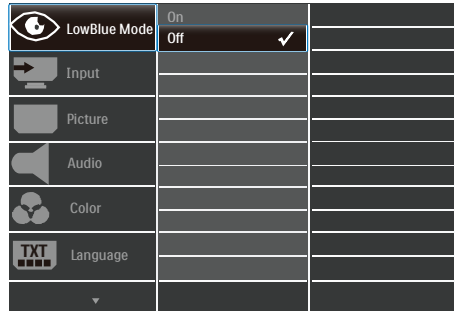 LowBlue Mode
On
Off
Input
Picture
Audio
Color
TXT
Language